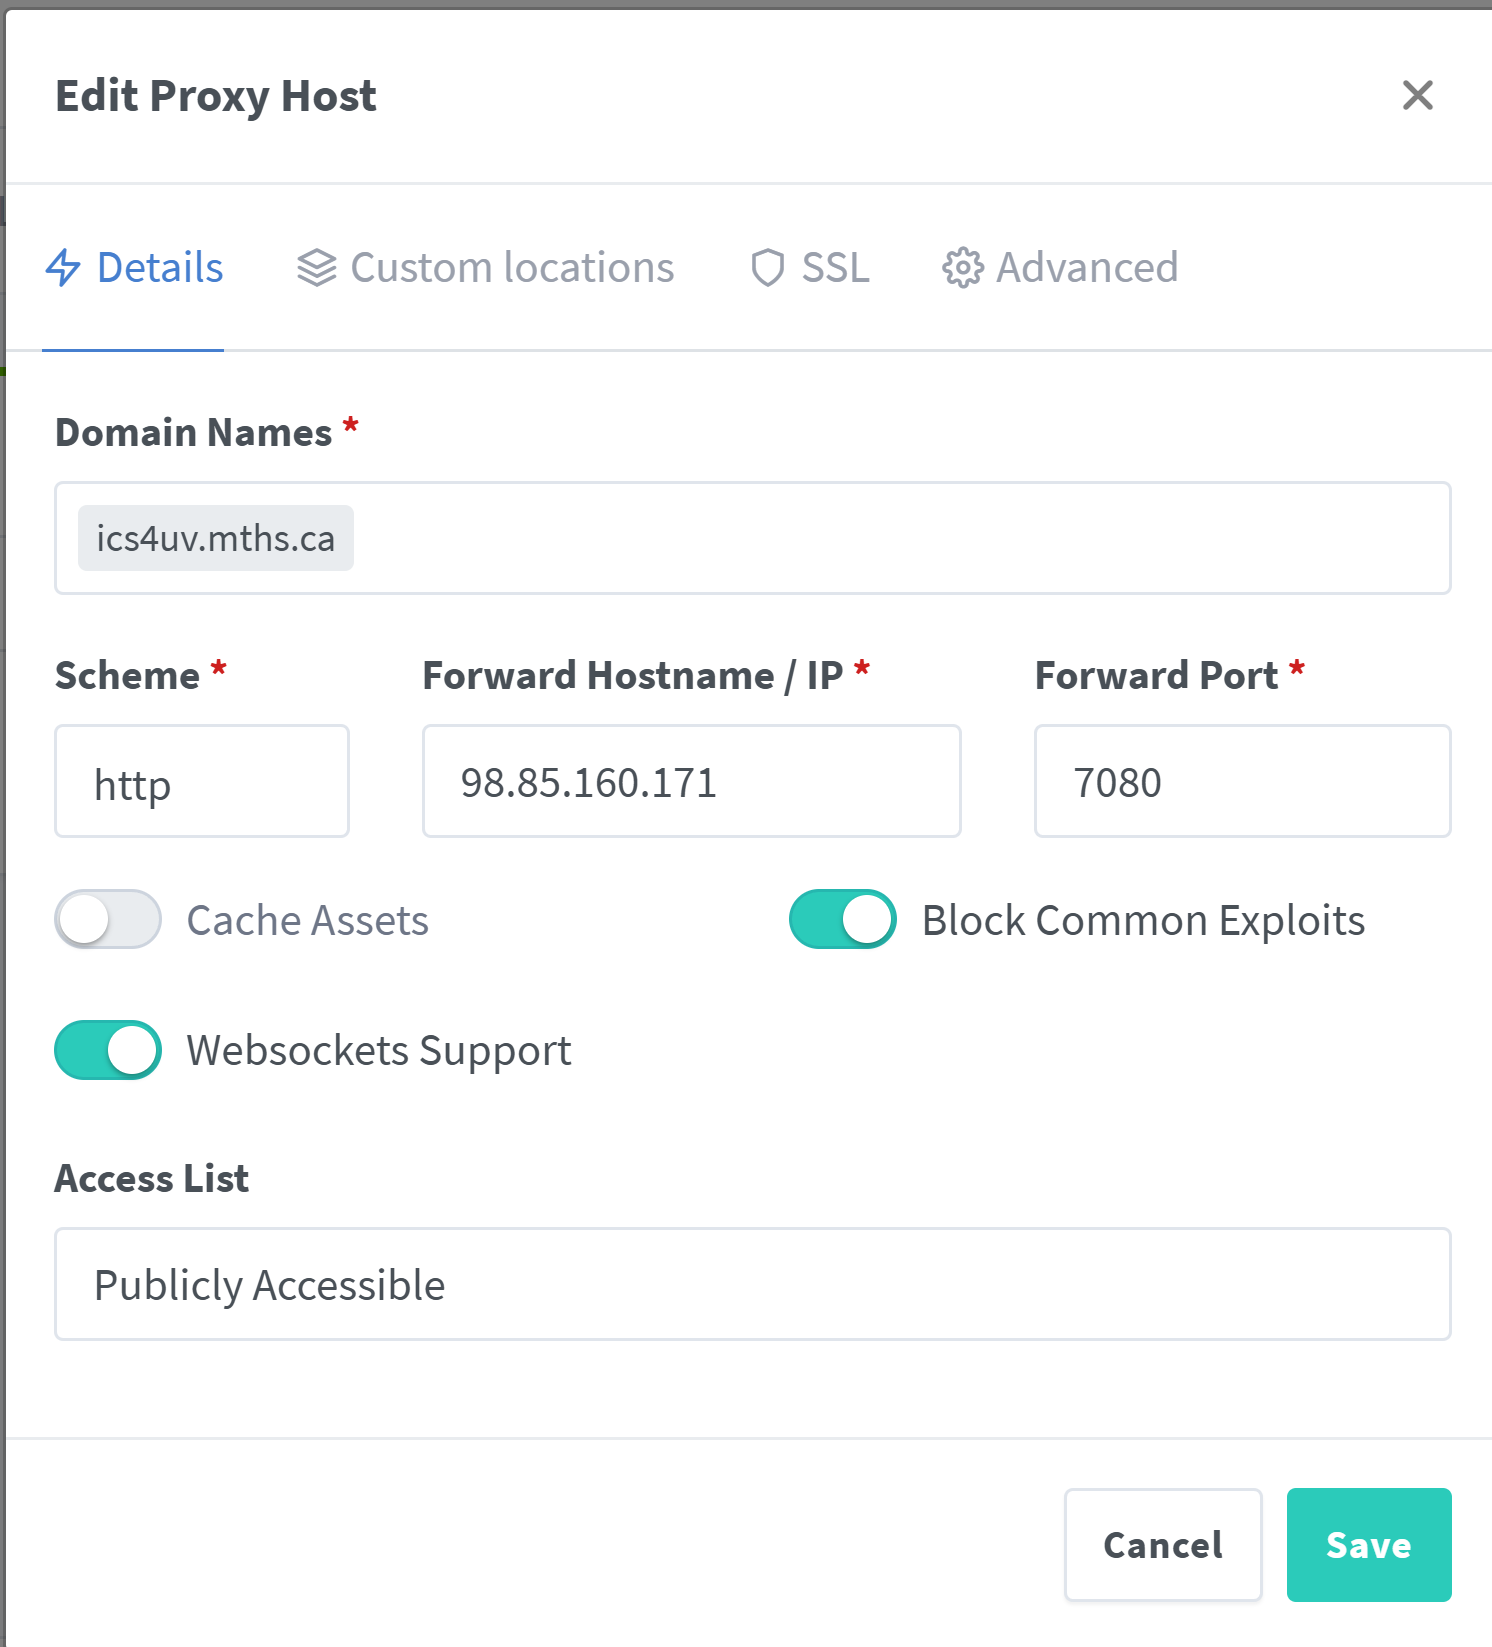 Edit Proxy Host
Details Custom locations SSL Advanced
Domain Names *
ics4uv.mths.ca
Scheme * Forward Hostname / IP * Forward Port *
http 98.85.160.171 7080
Cache Assets Block Common Exploits
Websockets Support
Access List
Publicly Accessible
Cancel Save